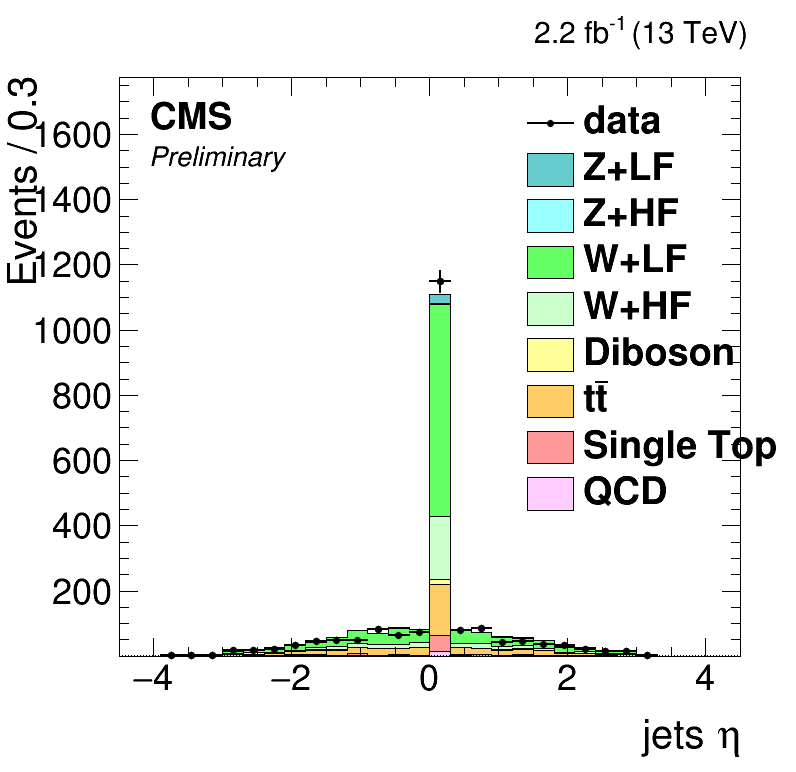 2.2 fb⁻¹ (13 TeV)
Events / 0.3
CMS
Preliminary
data
Z+LF
Z+HF
W+LF
W+HF
Diboson
tt̄
Single Top
QCD
1600
1400
1200
1000
800
600
400
200
−4 −2 0 2 4
jets η